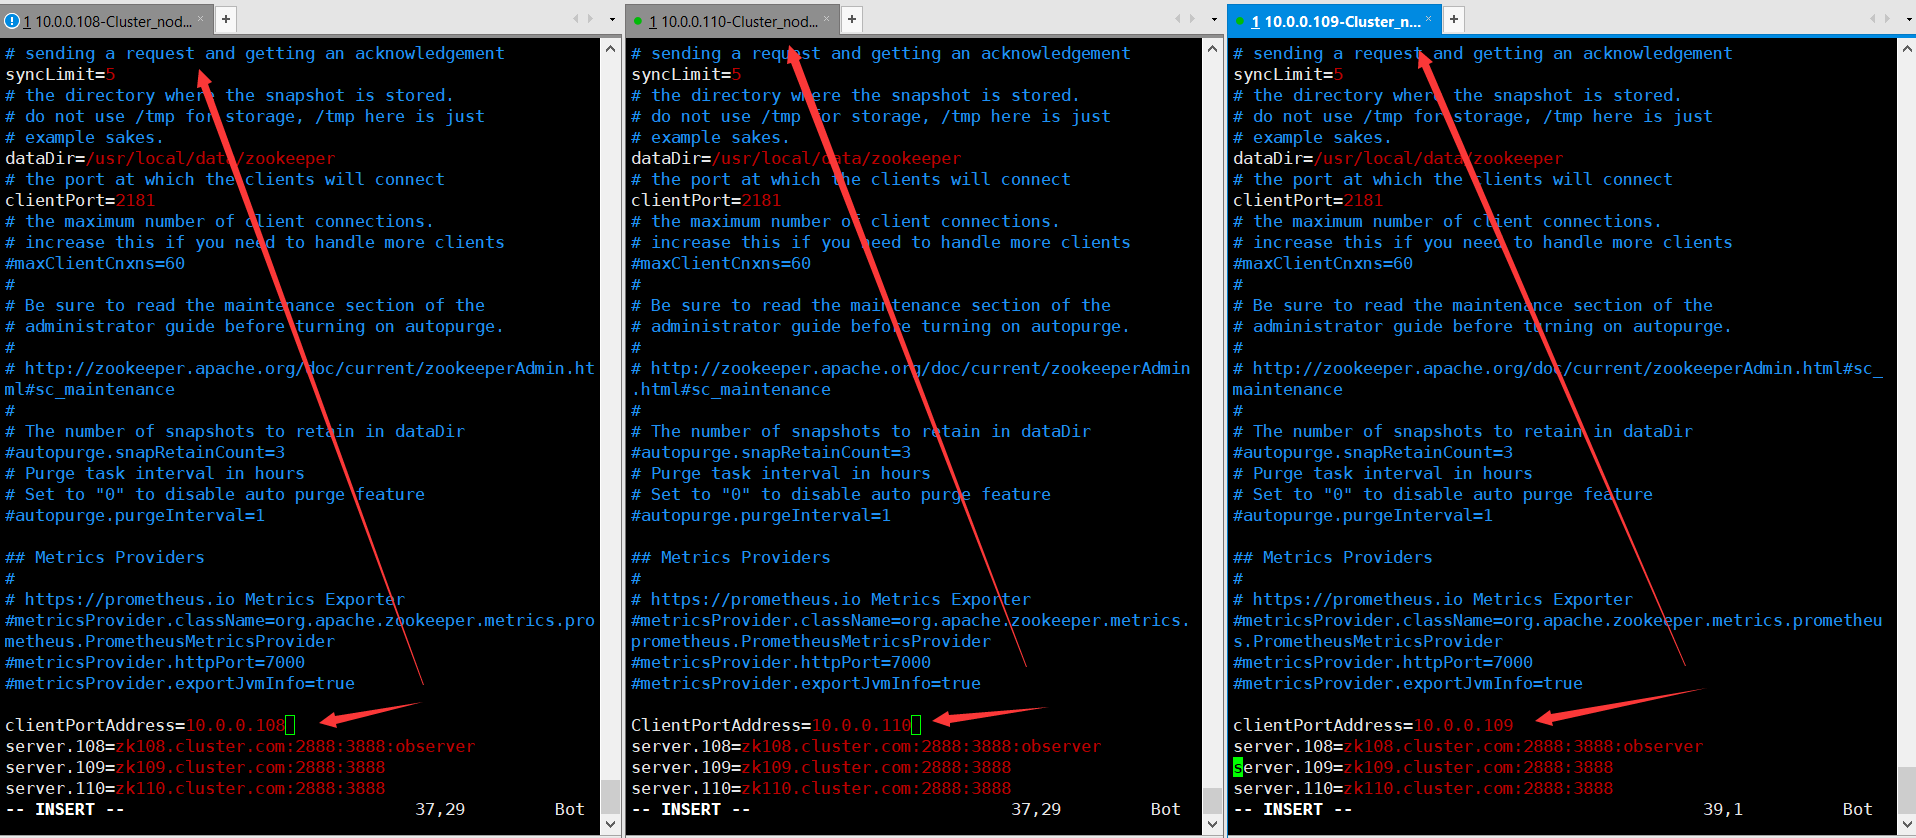 1 10.0.0.108-Cluster_nod...
# sending a request and getting an acknowledgement
syncLimit=5
# the directory where the snapshot is stored.
# do not use /tmp for storage, /tmp here is just
# example sakes.
dataDir=/usr/local/data/zookeeper
# the port at which the clients will connect
clientPort=2181
# the maximum number of client connections.
# increase this if you need to handle more clients
#maxClientCnxns=60
#
# Be sure to read the maintenance section of the
# administrator guide before turning on autopurge.
#
# http://zookeeper.apache.org/doc/current/zookeeperAdmin.ht
ml#sc_maintenance
#
# The number of snapshots to retain in dataDir
#autopurge.snapRetainCount=3
# Purge task interval in hours
# Set to "0" to disable auto purge feature
#autopurge.purgeInterval=1
## Metrics Providers
#
# https://prometheus.io Metrics Exporter
#metricsProvider.className=org.apache.zookeeper.metrics.pro
metheus.PrometheusMetricsProvider
#metricsProvider.httpPort=7000
#metricsProvider.exportJvmInfo=true
clientPortAddress=10.0.0.108
server.108=zk108.cluster.com:2888:3888:observer
server.109=zk109.cluster.com:2888:3888
server.110=zk110.cluster.com:2888:3888
-- INSERT -- 37,29 Bot
1 10.0.0.110-Cluster_nod...
# sending a request and getting an acknowledgement
syncLimit=5
# the directory where the snapshot is stored.
# do not use /tmp for storage, /tmp here is just
# example sakes.
dataDir=/usr/local/data/zookeeper
# the port at which the clients will connect
clientPort=2181
# the maximum number of client connections.
# increase this if you need to handle more clients
#maxClientCnxns=60
#
# Be sure to read the maintenance section of the
# administrator guide before turning on autopurge.
#
# http://zookeeper.apache.org/doc/current/zookeeperAdmin
.html#sc_maintenance
#
# The number of snapshots to retain in dataDir
#autopurge.snapRetainCount=3
# Purge task interval in hours
# Set to "0" to disable auto purge feature
#autopurge.purgeInterval=1
## Metrics Providers
#
# https://prometheus.io Metrics Exporter
#metricsProvider.className=org.apache.zookeeper.metrics.
prometheus.PrometheusMetricsProvider
#metricsProvider.httpPort=7000
#metricsProvider.exportJvmInfo=true
ClientPortAddress=10.0.0.110
server.108=zk108.cluster.com:2888:3888:observer
server.109=zk109.cluster.com:2888:3888
server.110=zk110.cluster.com:2888:3888
-- INSERT -- 37,29 Bot
1 10.0.0.109-Cluster_n...
# sending a request and getting an acknowledgement
syncLimit=5
# the directory where the snapshot is stored.
# do not use /tmp for storage, /tmp here is just
# example sakes.
dataDir=/usr/local/data/zookeeper
# the port at which the clients will connect
clientPort=2181
# the maximum number of client connections.
# increase this if you need to handle more clients
#maxClientCnxns=60
#
# Be sure to read the maintenance section of the
# administrator guide before turning on autopurge.
#
# http://zookeeper.apache.org/doc/current/zookeeperAdmin.html#sc_
maintenance
#
# The number of snapshots to retain in dataDir
#autopurge.snapRetainCount=3
# Purge task interval in hours
# Set to "0" to disable auto purge feature
#autopurge.purgeInterval=1
## Metrics Providers
#
# https://prometheus.io Metrics Exporter
#metricsProvider.className=org.apache.zookeeper.metrics.prometheu
s.PrometheusMetricsProvider
#metricsProvider.httpPort=7000
#metricsProvider.exportJvmInfo=true
clientPortAddress=10.0.0.109
server.108=zk108.cluster.com:2888:3888:observer
server.109=zk109.cluster.com:2888:3888
server.110=zk110.cluster.com:2888:3888
-- INSERT -- 39,1 Bot